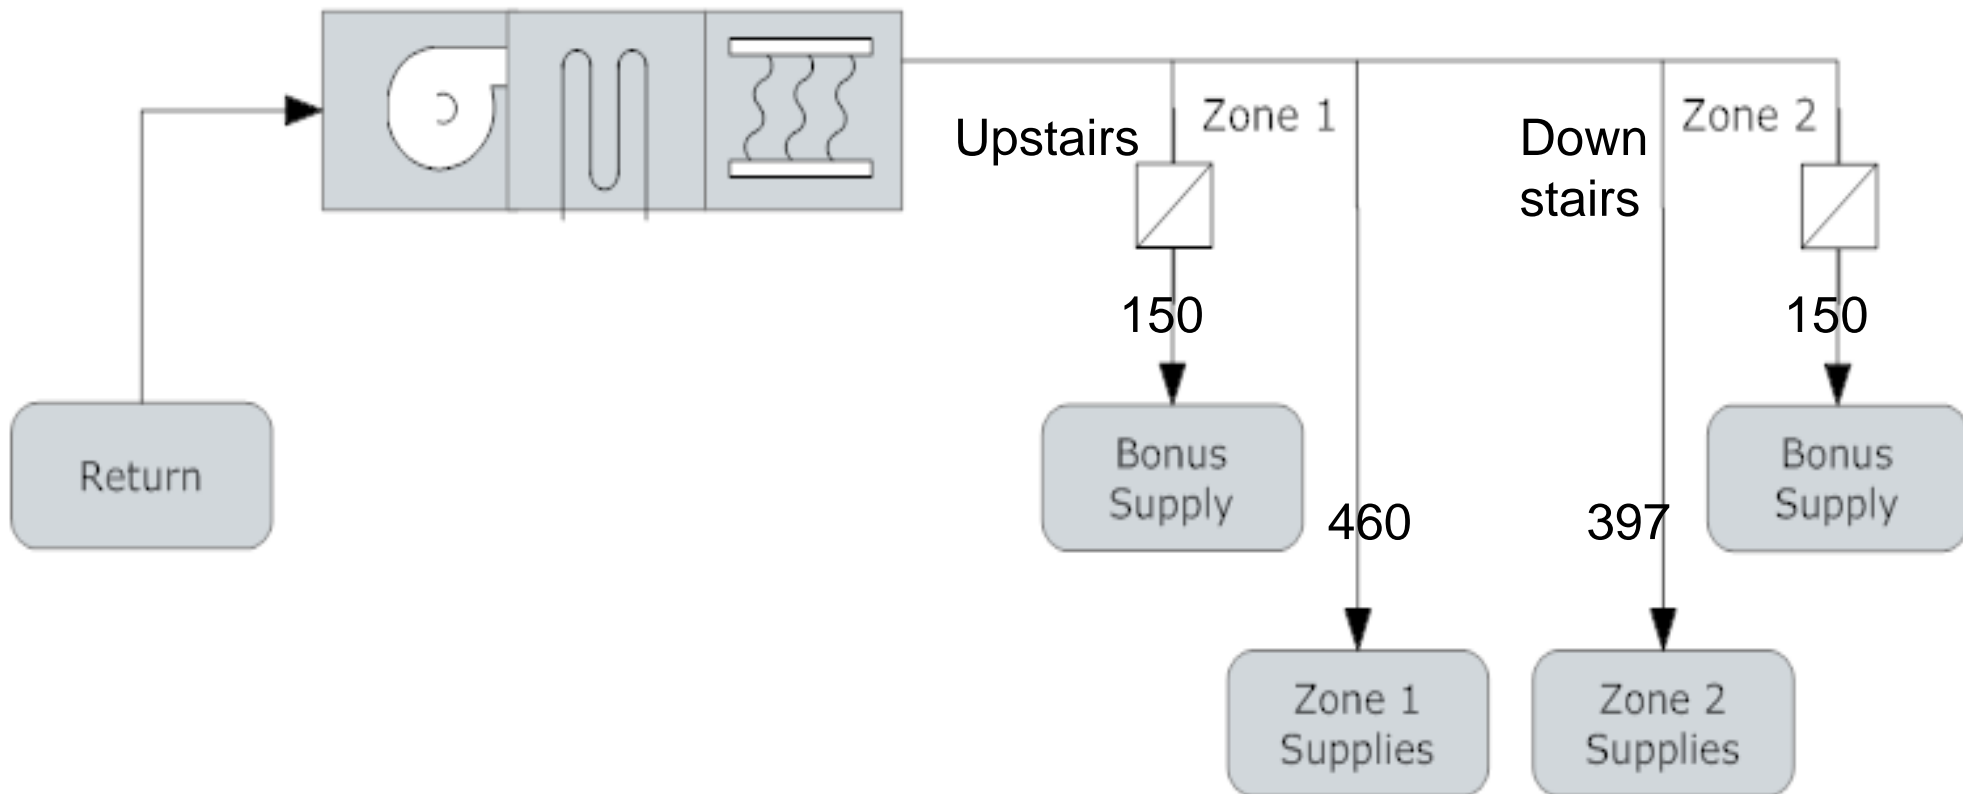 Upstairs
Zone 1
Down
stairs
Zone 2
150
150
Return
Bonus
Supply
460
397
Bonus
Supply
Zone 1
Supplies
Zone 2
Supplies